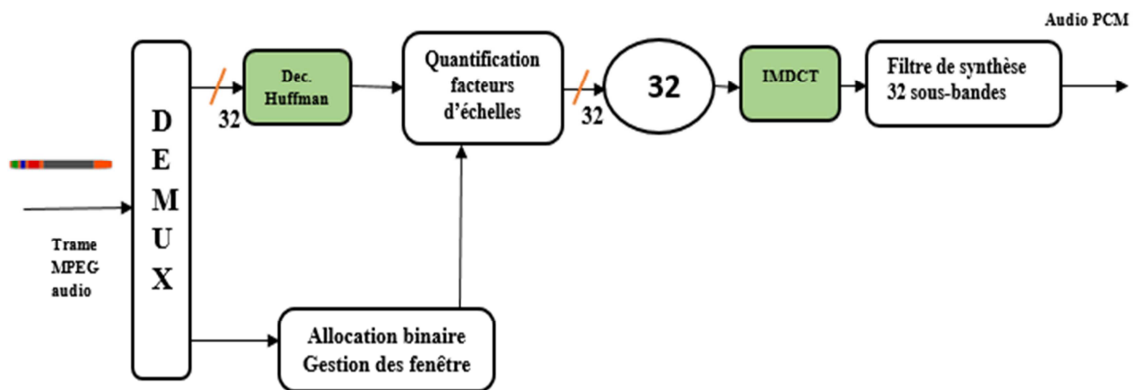 Audio PCM
Dec.
Huffman
Quantification
facteurs
d'échelles
32
IMDCT
Filtre de synthèse
32 sous-bandes
32
32
D
E
M
U
X
Trame
MPEG
audio
Allocation binaire
Gestion des fenêtre